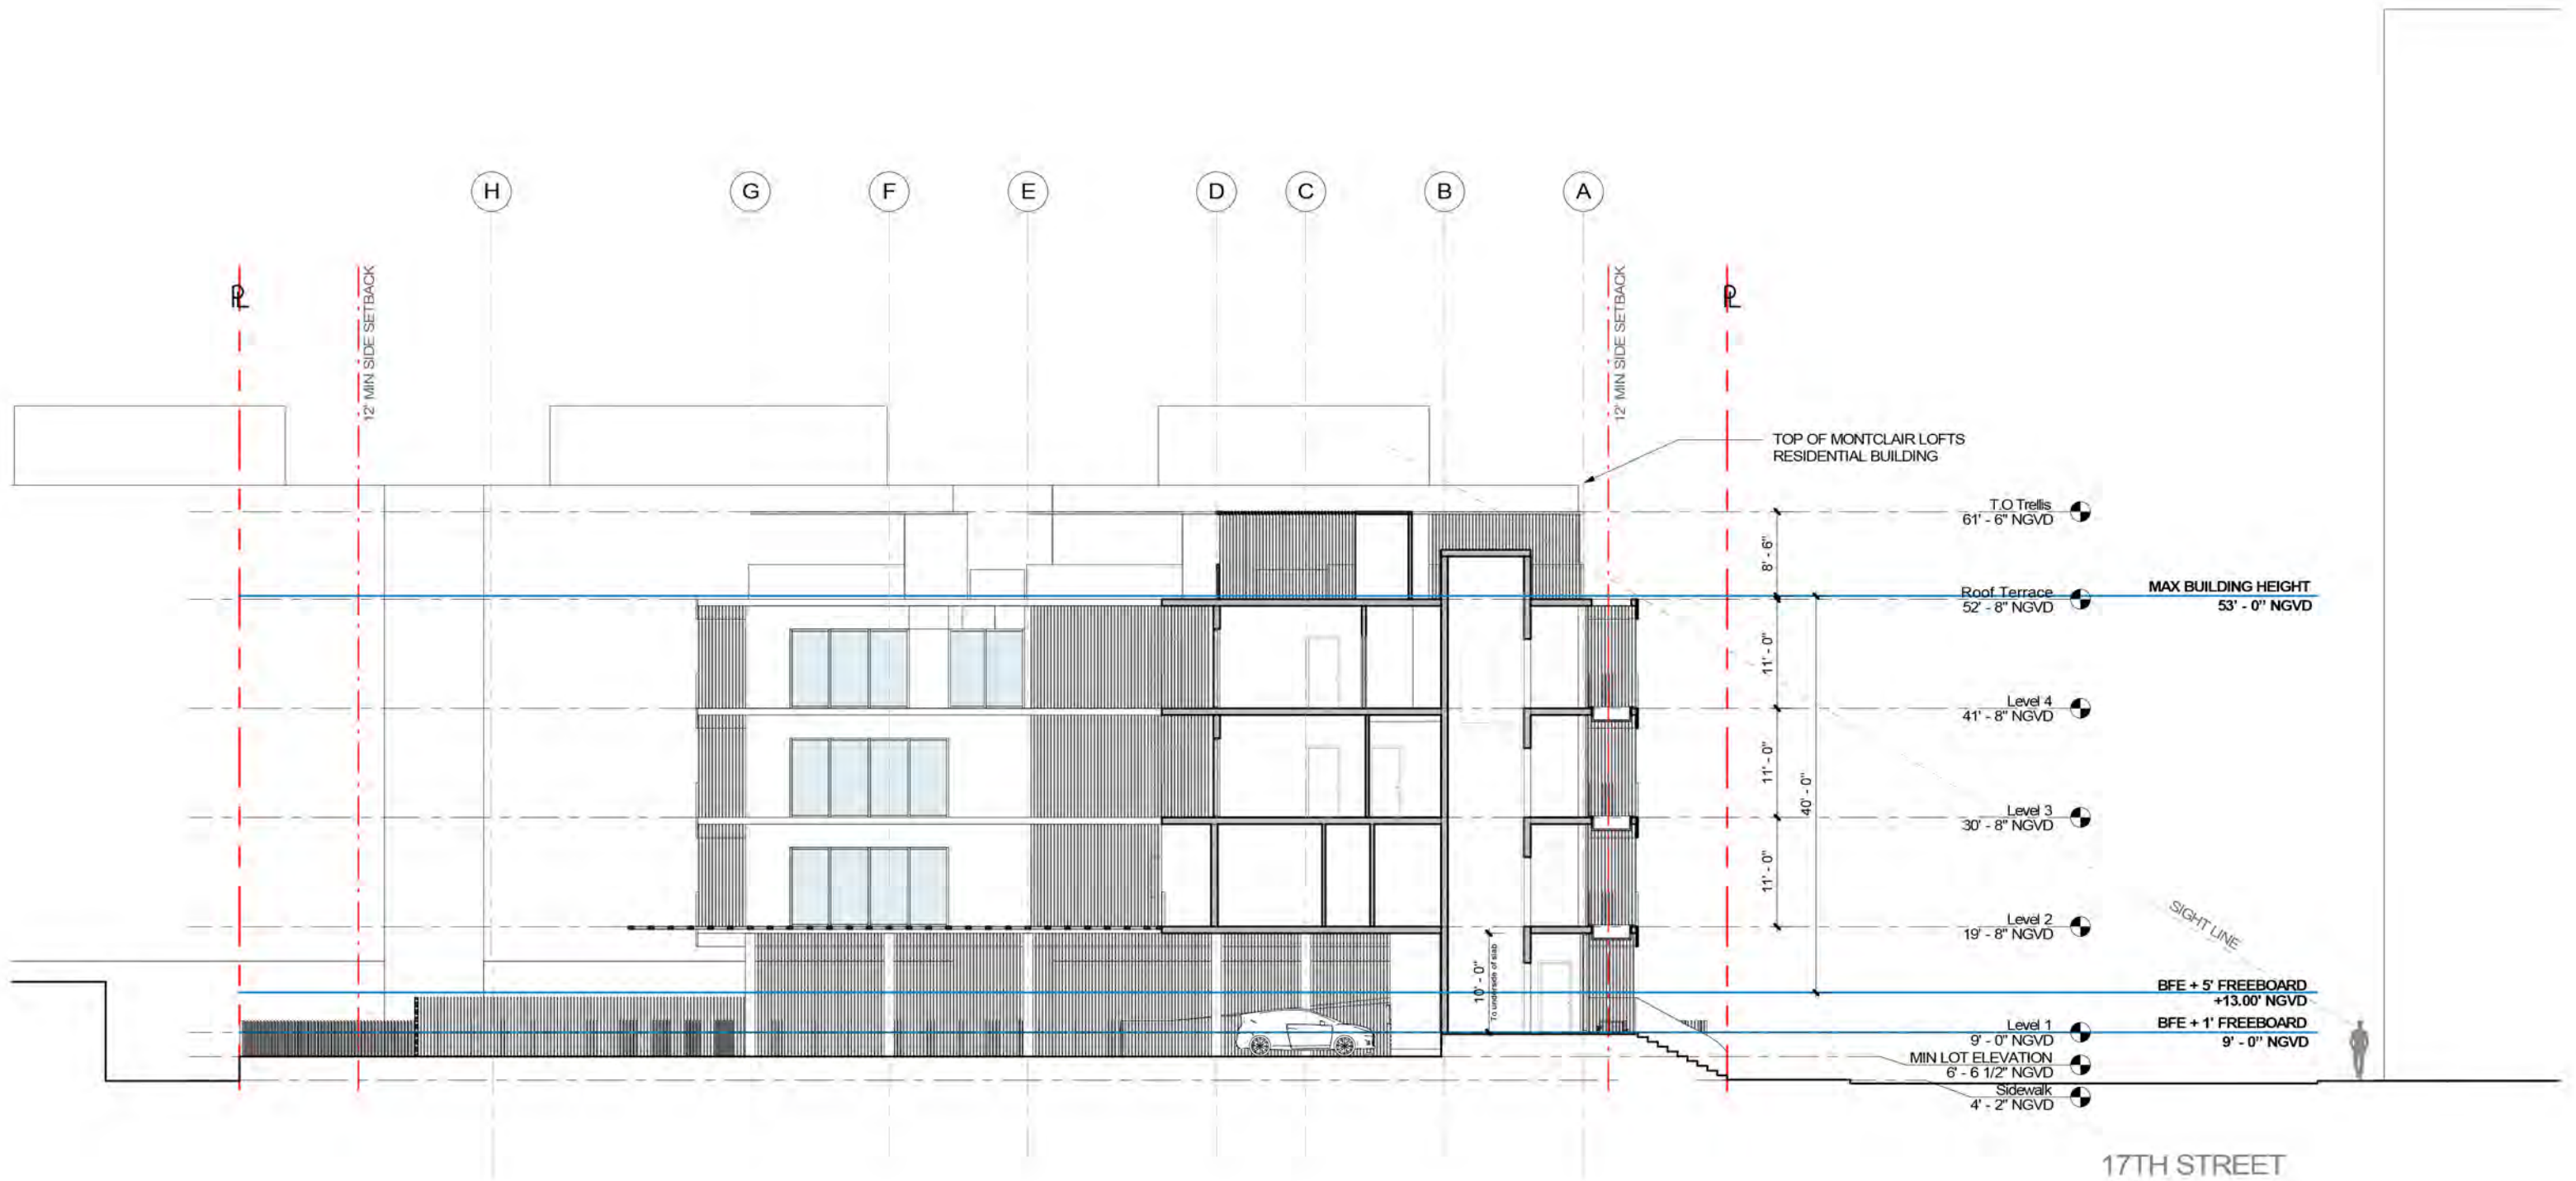 H
G
F
E
D
C
B
A
PL
12' MIN SIDE SETBACK
12' MIN SIDE SETBACK
PL
TOP OF MONTCLAIR LOFTS
RESIDENTIAL BUILDING
T.O Trellis
61' - 6" NGVD
8' - 6"
Roof Terrace
52' - 8" NGVD
MAX BUILDING HEIGHT
53' - 0" NGVD
11' - 0"
Level 4
41' - 8" NGVD
11' - 0"
40' - 0"
Level 3
30' - 8" NGVD
11' - 0"
Level 2
19' - 8" NGVD
SIGHT LINE
10' - 0"
To underside of slab
BFE + 5' FREEBOARD
+13.00' NGVD
Level 1
9' - 0" NGVD
BFE + 1' FREEBOARD
9' - 0" NGVD
MIN LOT ELEVATION
6' - 6 1/2" NGVD
Sidewalk
4' - 2" NGVD
17TH STREET